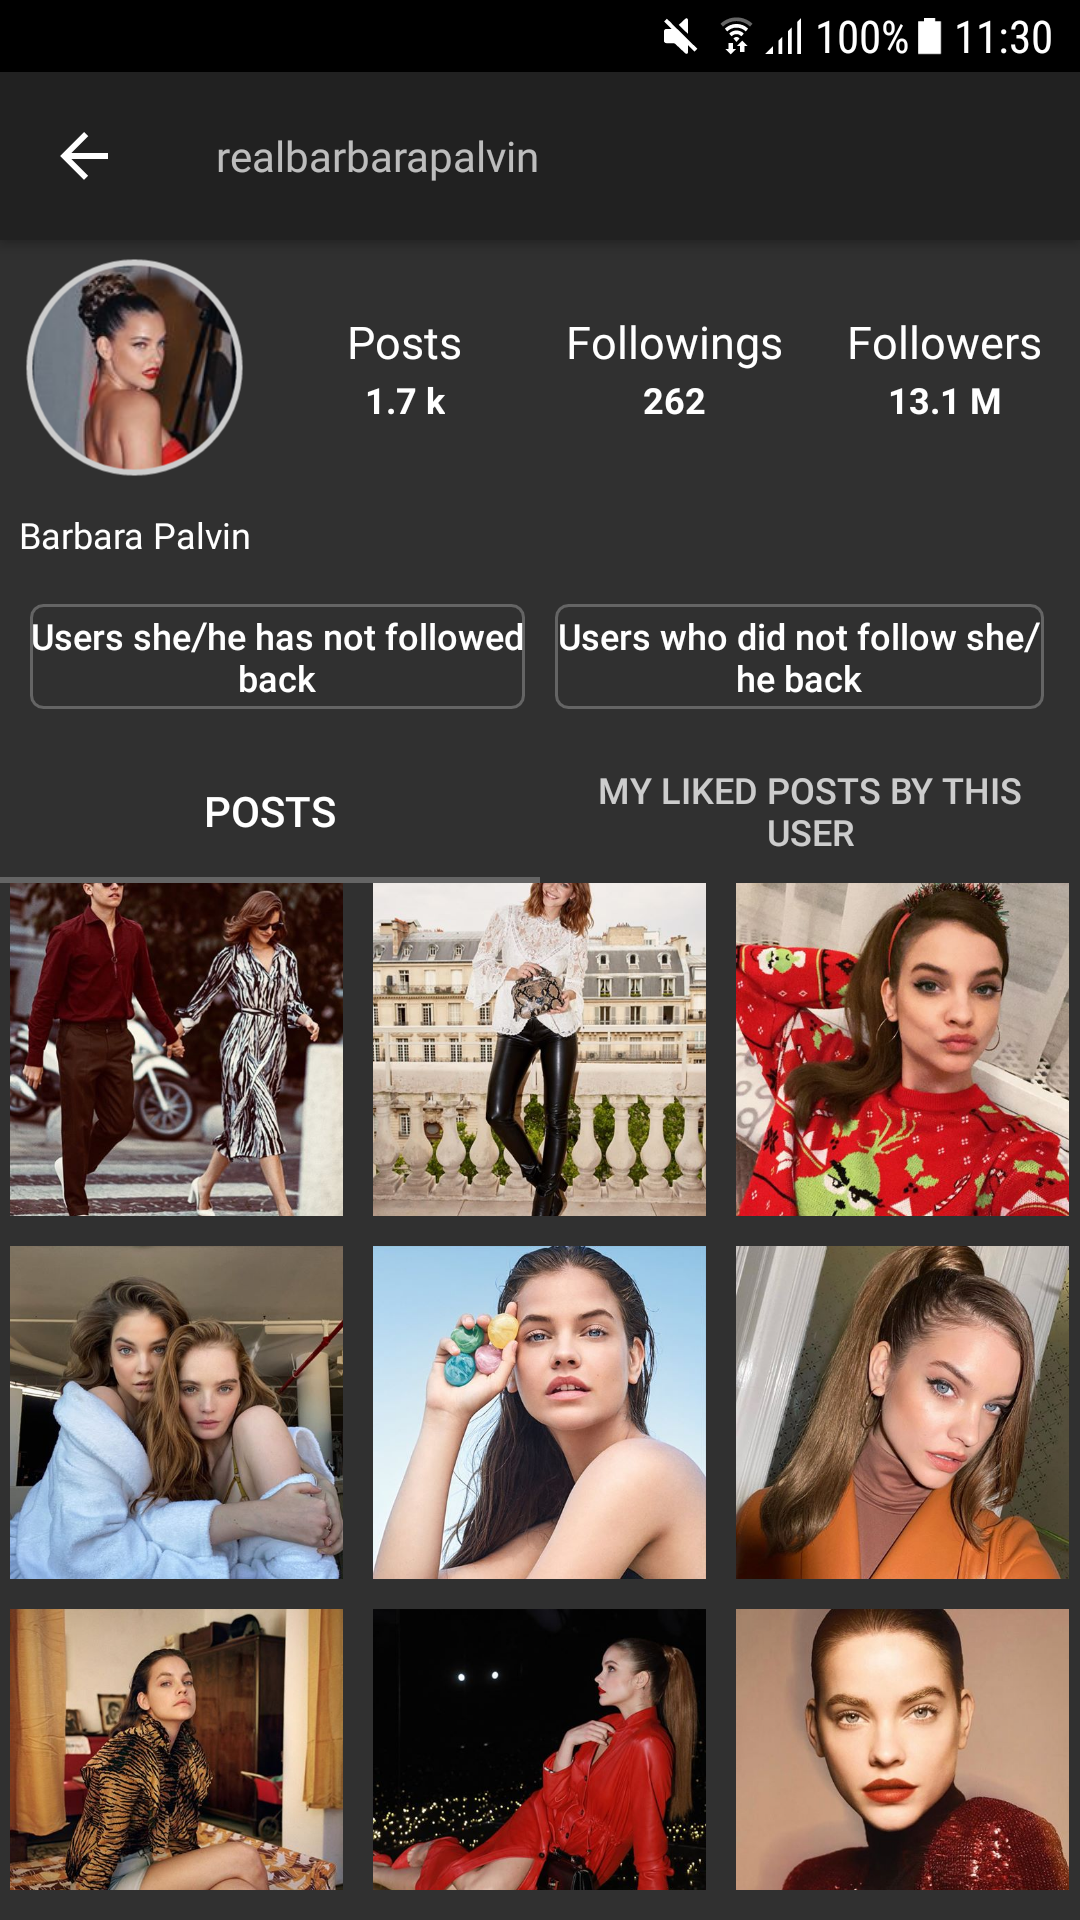 100% 11:30
realbarbarapalvin
Posts Followings Followers
1.7 k 262 13.1 M
Barbara Palvin
Users she/he has not followed
back
Users who did not follow she/
he back
POSTS
MY LIKED POSTS BY THIS
USER